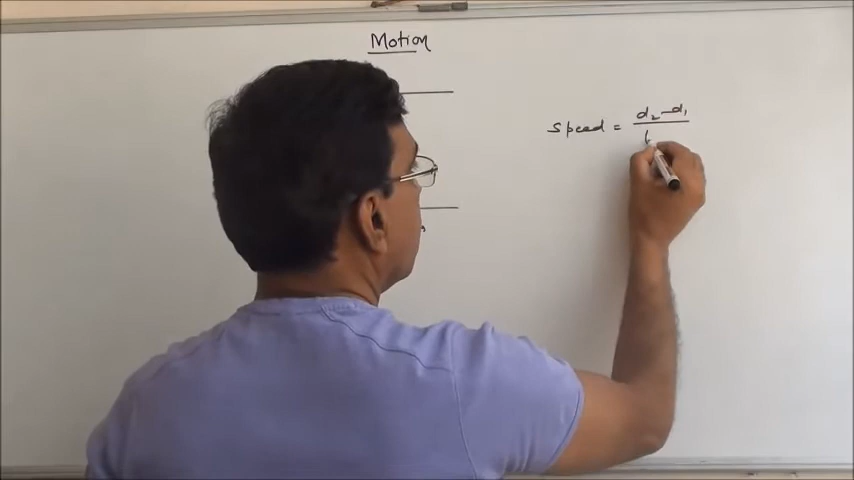 Motion
speed = d₂-d₁